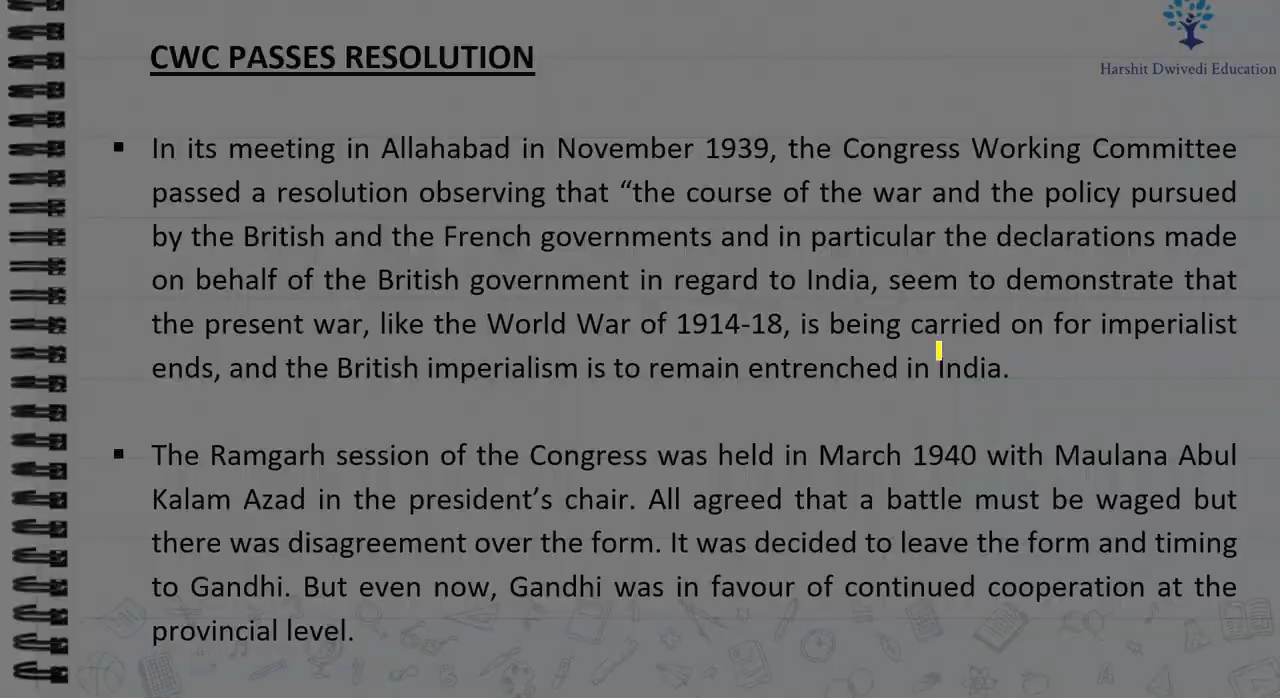 CWC PASSES RESOLUTION
Harshit Dwivedi Education
▪ In its meeting in Allahabad in November 1939, the Congress Working Committee
passed a resolution observing that “the course of the war and the policy pursued
by the British and the French governments and in particular the declarations made
on behalf of the British government in regard to India, seem to demonstrate that
the present war, like the World War of 1914-18, is being carried on for imperialist
ends, and the British imperialism is to remain entrenched in India.
▪ The Ramgarh session of the Congress was held in March 1940 with Maulana Abul
Kalam Azad in the president’s chair. All agreed that a battle must be waged but
there was disagreement over the form. It was decided to leave the form and timing
to Gandhi. But even now, Gandhi was in favour of continued cooperation at the
provincial level.